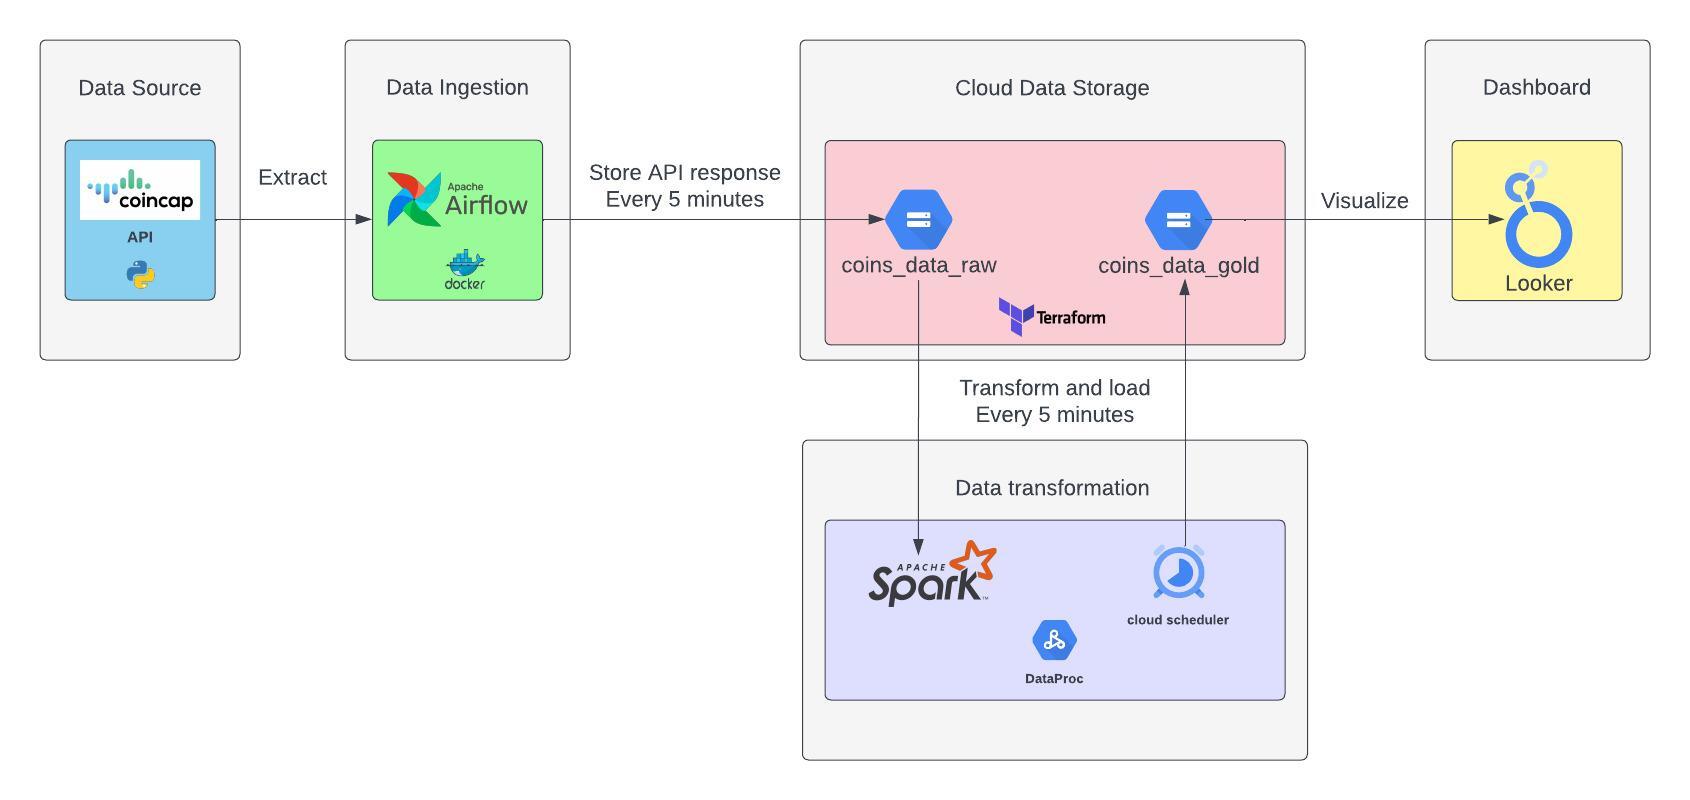 Data Source
coincap
API
Extract
Data Ingestion
Apache
Airflow
docker
Store API response
Every 5 minutes
Cloud Data Storage
coins_data_raw
coins_data_gold
Terraform
Visualize
Dashboard
Looker
Transform and load
Every 5 minutes
Data transformation
APACHE
Spark™
cloud scheduler
DataProc